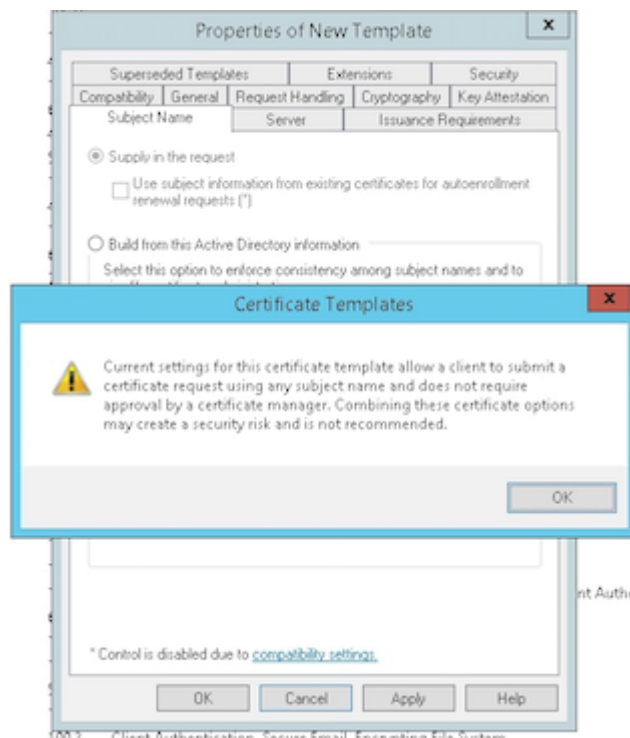 Properties of New Template
x
Superseded Templates Extensions Security
Compatibility General Request Handling Cryptography Key Attestation
Subject Name Server Issuance Requirements
Supply in the request
Use subject information from existing certificates for autoenrollment
renewal requests (*)
Build from this Active Directory information
Select this option to enforce consistency among subject names and to
Certificate Templates
x
Current settings for this certificate template allow a client to submit a
certificate request using any subject name and does not require
approval by a certificate manager. Combining these certificate options
may create a security risk and is not recommended.
OK
* Control is disabled due to compatibility settings.
OK Cancel Apply Help
Client Authentication, Secure Email, Encrypting File System